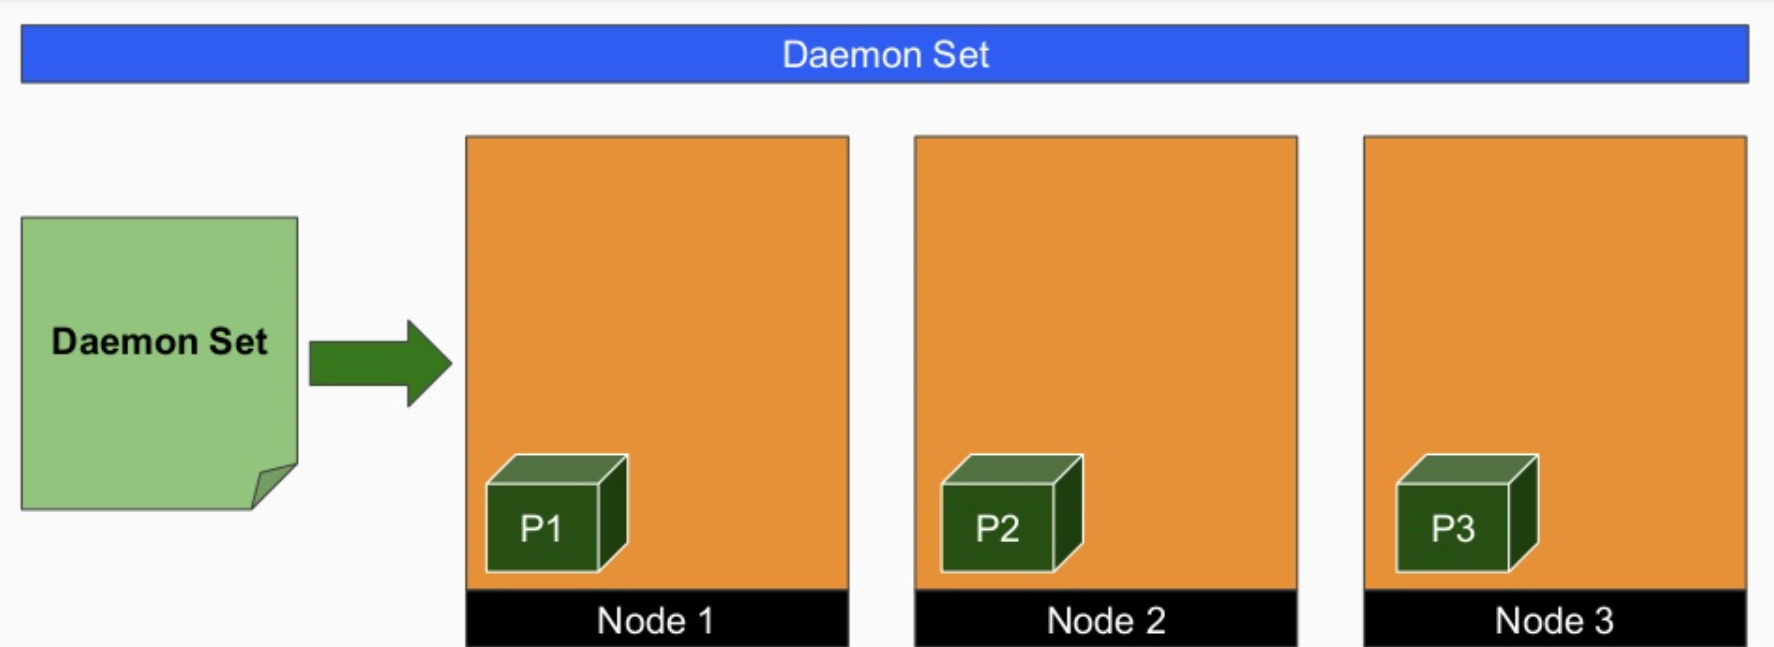 Daemon Set
Daemon Set
P1
P2
P3
Node 1
Node 2
Node 3